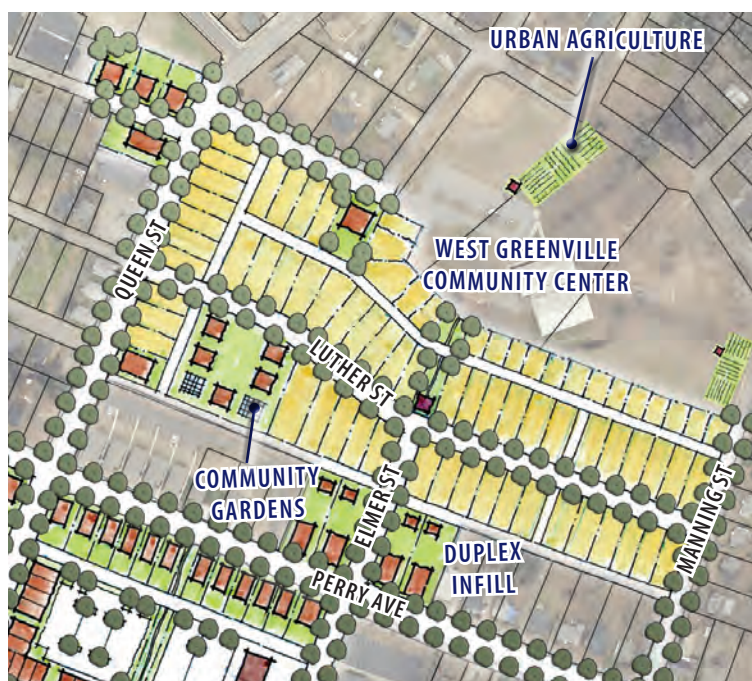 URBAN AGRICULTURE
QUEEN ST
WEST GREENVILLE
COMMUNITY CENTER
LUTHER ST
COMMUNITY
GARDENS
ELMER ST
MANNING ST
DUPLEX
INFILL
PERRY AVE